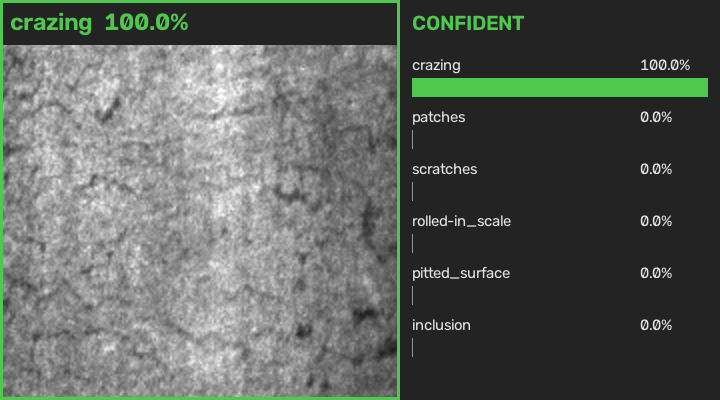 crazing 100.0%
CONFIDENT
crazing 100.0%
patches 0.0%
scratches 0.0%
rolled-in_scale 0.0%
pitted_surface 0.0%
inclusion 0.0%